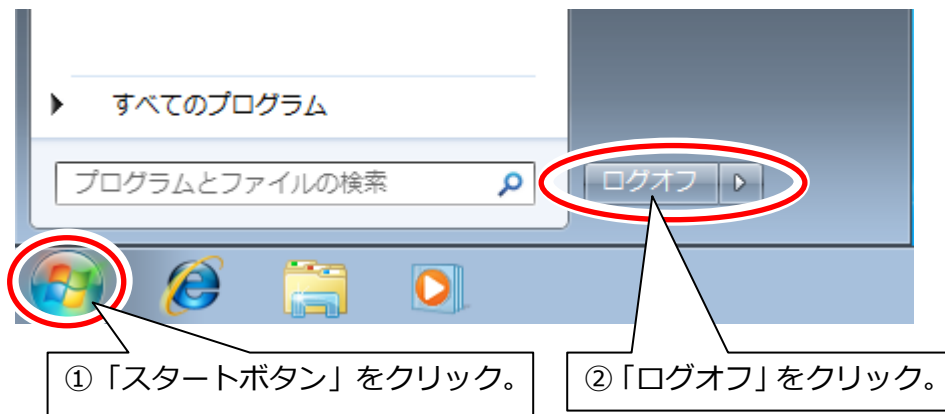 すべてのプログラム
プログラムとファイルの検索
ログオフ
①「スタートボタン」をクリック。
②「ログオフ」をクリック。